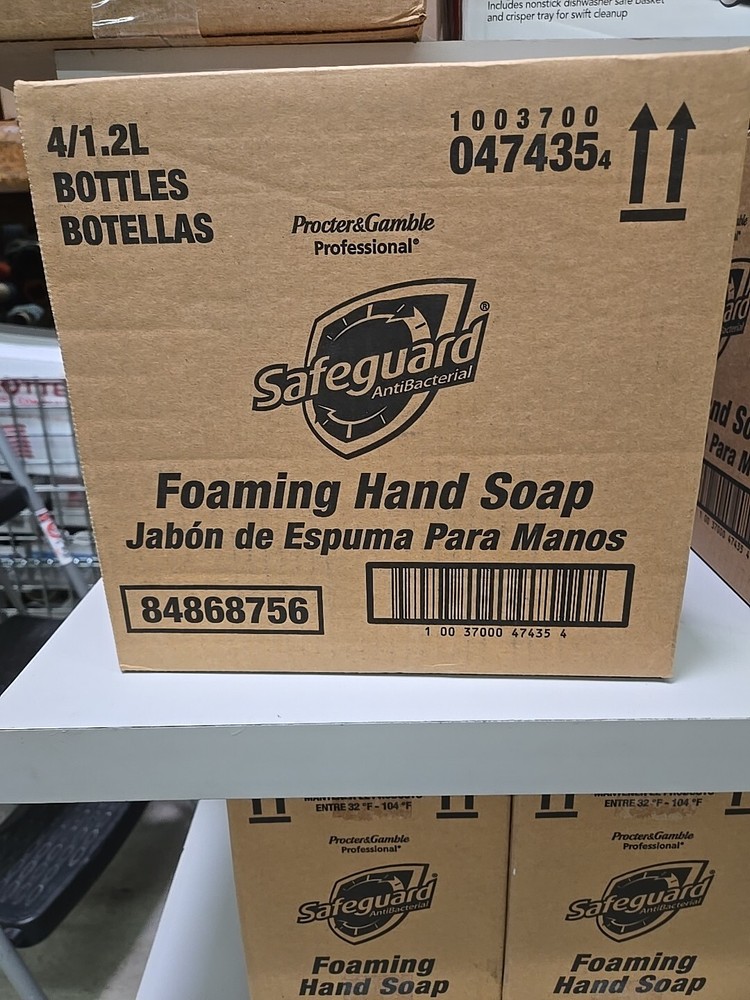 Includes nonstick dishwasher safe basket
and crisper tray for swift cleanup
4/1.2L
BOTTLES
BOTELLAS
1003700
0474354
Procter&Gamble
Professional®
Safeguard®
AntiBacterial
Foaming Hand Soap
Jabón de Espuma Para Manos
84868756
1 00 37000 47435 4
ENTRE 32 °F - 104 °F
Procter&Gamble
Professional®
Safeguard®
AntiBacterial
Foaming
Hand Soap
ENTRE 32 °F - 104 °F
Procter&Gamble
Professional®
Safeguard®
AntiBacterial
Foaming
Hand Soap